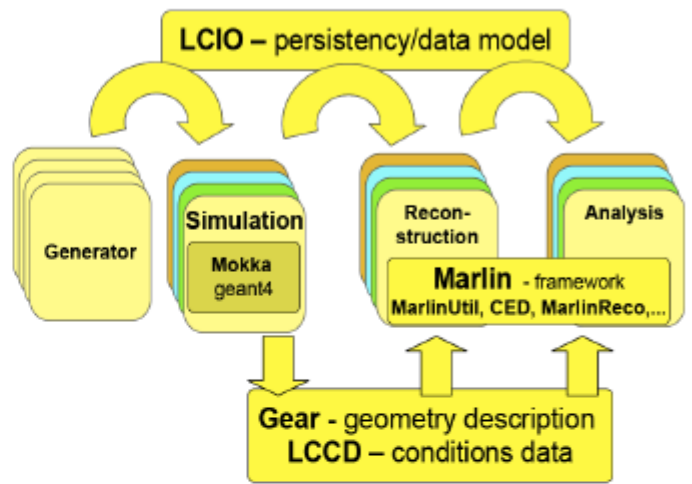 LCIO – persistency/data model
Generator
Simulation
Mokka
geant4
Recon-
struction
Analysis
Marlin - framework
MarlinUtil, CED, MarlinReco,...
Gear - geometry description
LCCD – conditions data